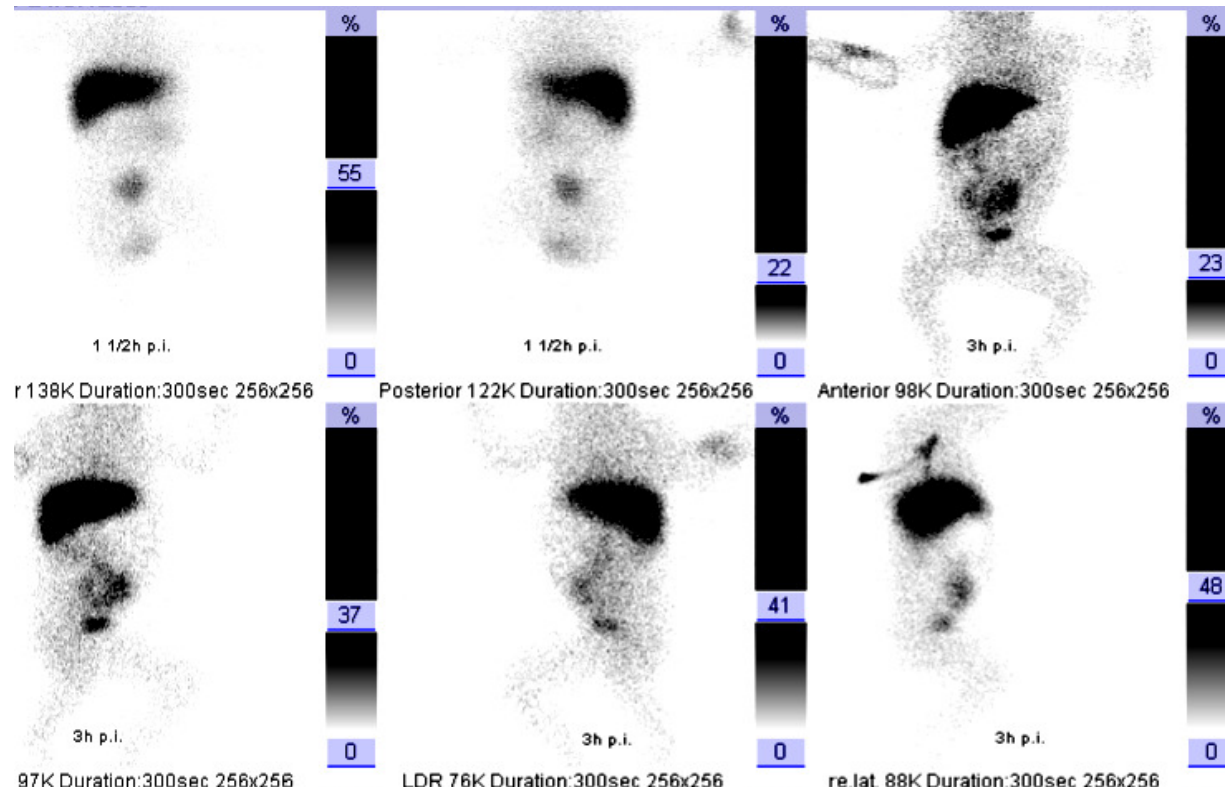 %
55
0
1 1/2h p.i.
r 138K Duration:300sec 256x256
%
22
0
1 1/2h p.i.
Posterior 122K Duration:300sec 256x256
%
23
0
3h p.i.
Anterior 98K Duration:300sec 256x256
%
37
0
3h p.i.
97K Duration:300sec 256x256
%
41
0
3h p.i.
LDR 76K Duration:300sec 256x256
%
48
0
3h p.i.
re.lat. 88K Duration:300sec 256x256